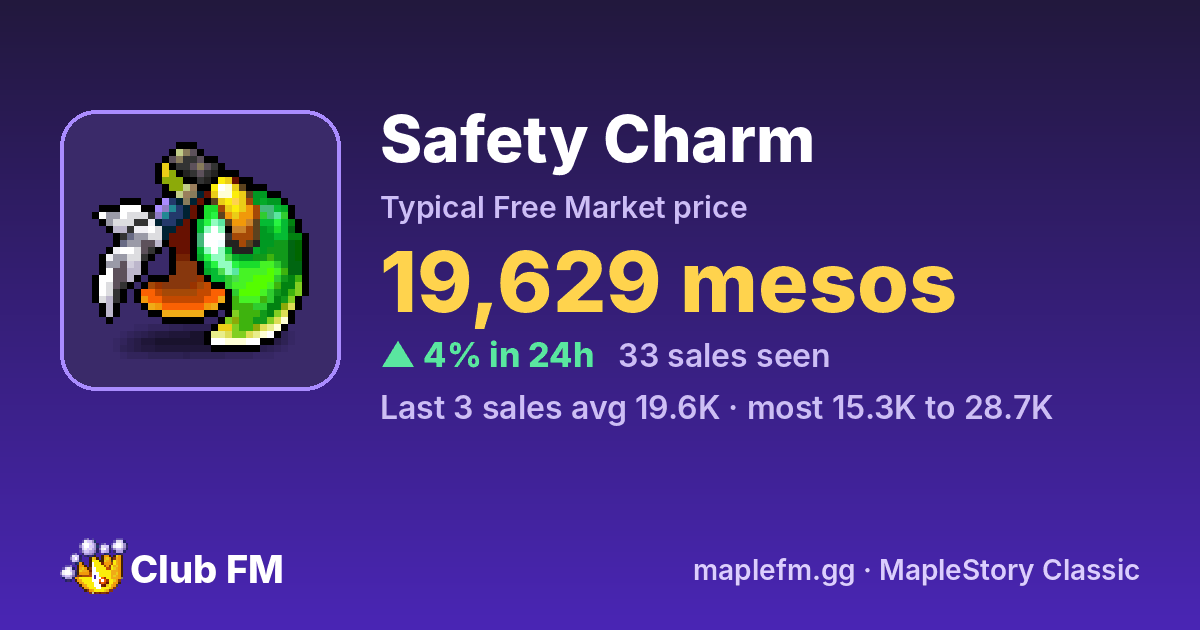 Safety Charm
Typical Free Market price
19,629 mesos
▲ 4% in 24h 33 sales seen
Last 3 sales avg 19.6K · most 15.3K to 28.7K
Club FM
maplefm.gg · MapleStory Classic